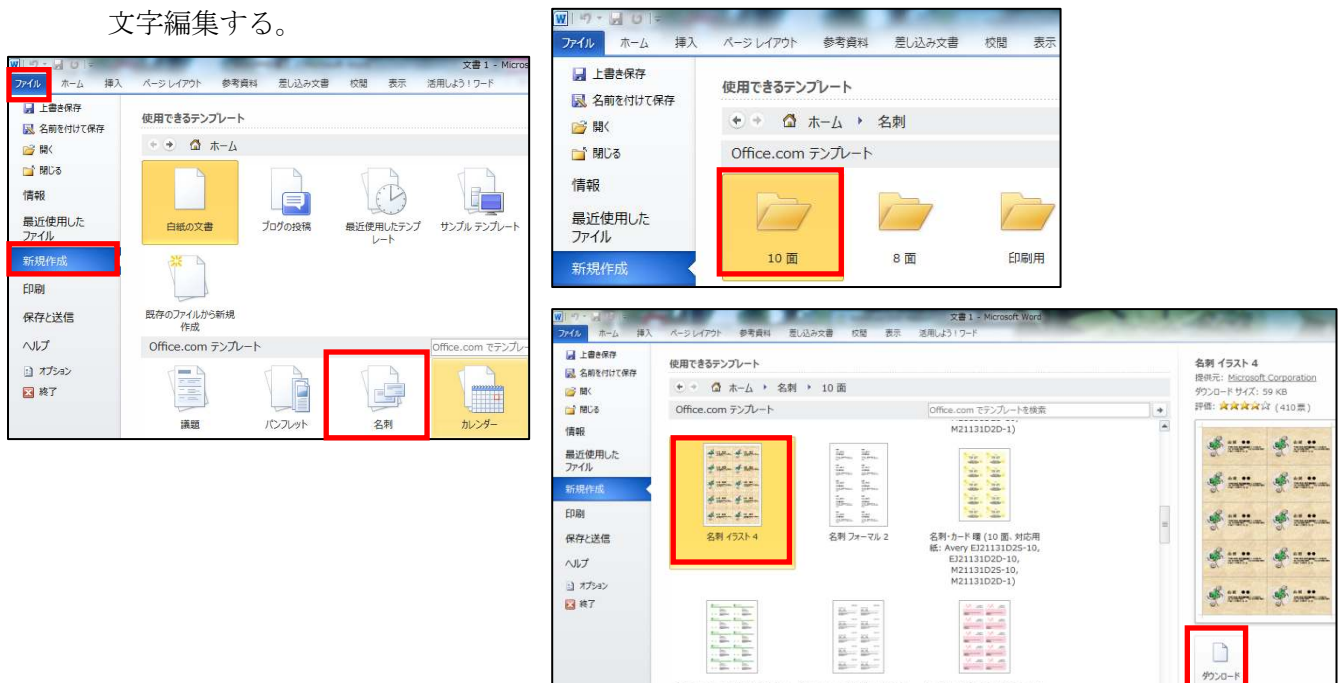 文字編集する。
文書 1 - Micros
ファイル ホーム 挿入 ページ レイアウト 参考資料 差し込み文書 校閲 表示 活用しよう！ワード
上書き保存
名前を付けて保存
開く
閉じる
情報
最近使用した
ファイル
新規作成
印刷
保存と送信
ヘルプ
オプション
終了
使用できるテンプレート
ホーム
白紙の文書
ブログの投稿
最近使用したテンプ
レート
サンプル テンプレート
既存のファイルから新規
作成
Office.com テンプレート
Office.com でテンプレー
議題
パンフレット
名刺
カレンダー
ファイル ホーム 挿入 ページ レイアウト 参考資料 差し込み文書 校閲 表示
上書き保存
名前を付けて保存
開く
閉じる
情報
最近使用した
ファイル
新規作成
使用できるテンプレート
ホーム 名刺
Office.com テンプレート
10 面
8 面
印刷用
文書 1 - Microsoft Word
ファイル ホーム 挿入 ページ レイアウト 参考資料 差し込み文書 校閲 表示 活用しよう！ワード
上書き保存
名前を付けて保存
開く
閉じる
情報
最近使用した
ファイル
新規作成
印刷
保存と送信
ヘルプ
オプション
終了
使用できるテンプレート
ホーム 名刺 10 面
Office.com テンプレート
Office.com でテンプレートを検索
M21131D2D-1)
名刺 イラスト 4
名刺 フォーマル 2
名刺・カード 曙 (10 面、対応用
紙: Avery EJ21131D2S-10,
EJ21131D2D-10,
M21131D2S-10,
M21131D2D-1)
名刺 イラスト 4
提供元: Microsoft Corporation
ダウンロード サイズ: 59 KB
評価: (410 票)
ダウンロード